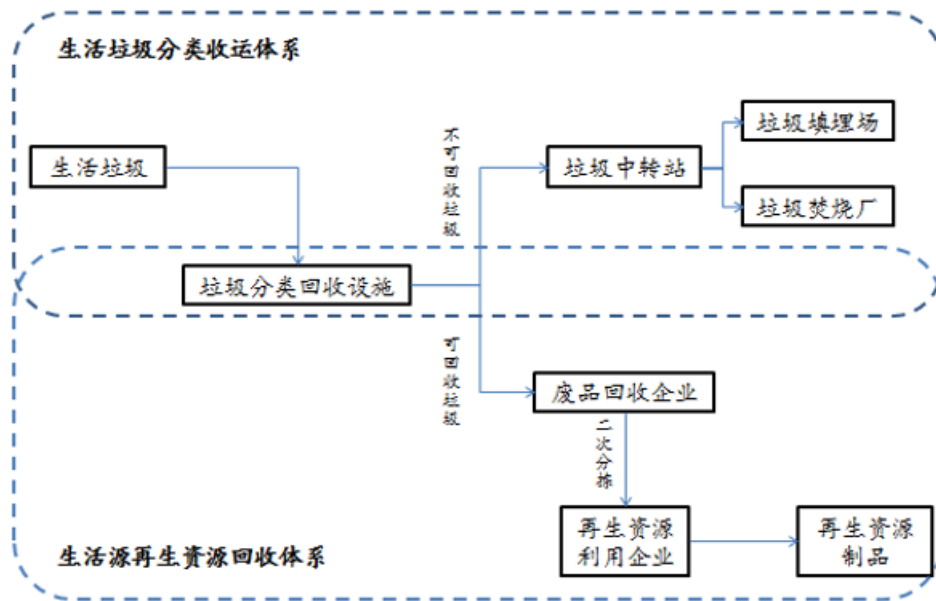 生活垃圾分类收运体系
垃圾填埋场
不可回收垃圾
生活垃圾
垃圾中转站
垃圾焚烧厂
垃圾分类回收设施
可回收垃圾
废品回收企业
二次分拣
再生资源
利用企业
再生资源
制品
生活源再生资源回收体系